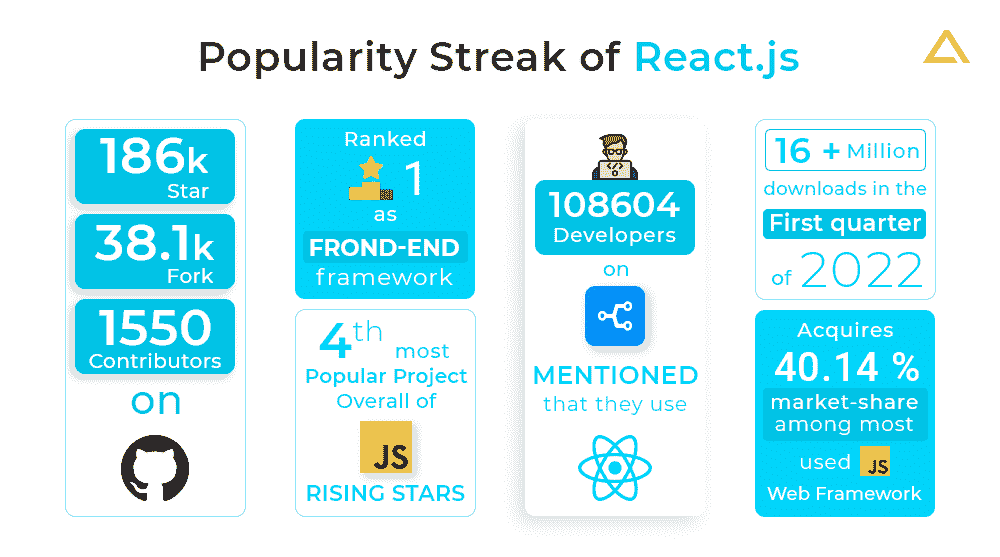 Popularity Streak of React.js
186k
Star
38.1k
Fork
1550
Contributors
on
Ranked
1
as
FROND-END
framework
4th most
Popular Project
Overall of
JS
RISING STARS
108604
Developers
on
MENTIONED
that they use
16 + Million
downloads in the
First quarter
of 2022
Acquires
40.14 %
market-share
among most
used JS
Web Framework